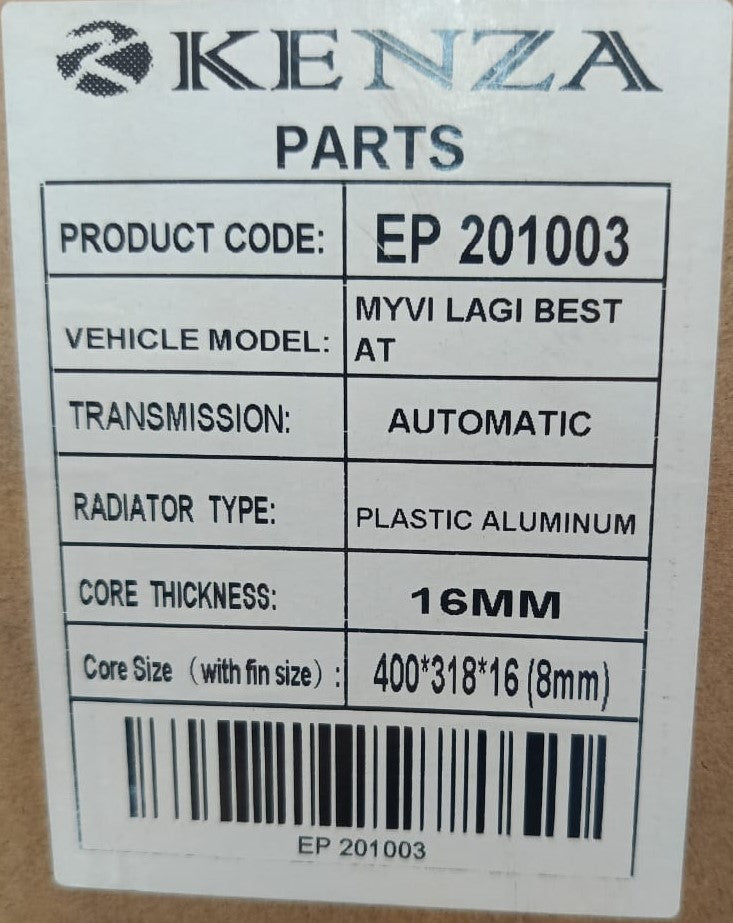 KENZA
PARTS
PRODUCT CODE: EP 201003
VEHICLE MODEL: MYVI LAGI BEST
AT
TRANSMISSION: AUTOMATIC
RADIATOR TYPE: PLASTIC ALUMINUM
CORE THICKNESS: 16MM
Core Size (with fin size) : 400*318*16 (8mm)
EP 201003